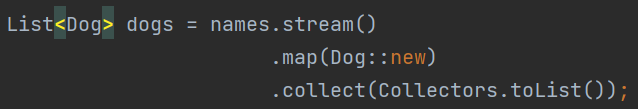 List<Dog> dogs = names.stream()
.map(Dog::new)
.collect(Collectors.toList());